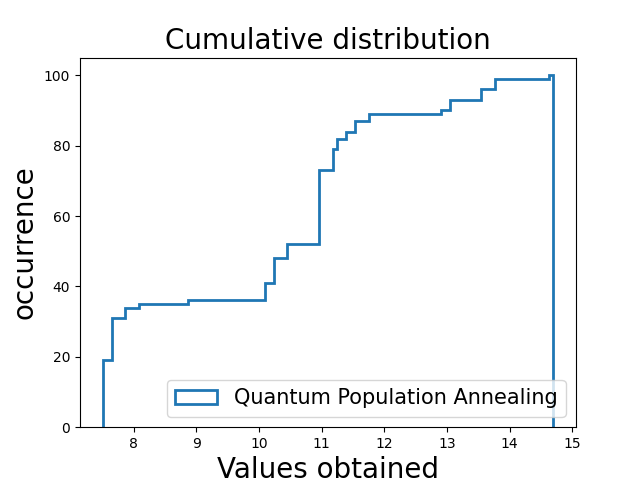 Cumulative distribution
100
80
60
40
20
0
occurrence
Quantum Population Annealing
8 9 10 11 12 13 14 15
Values obtained